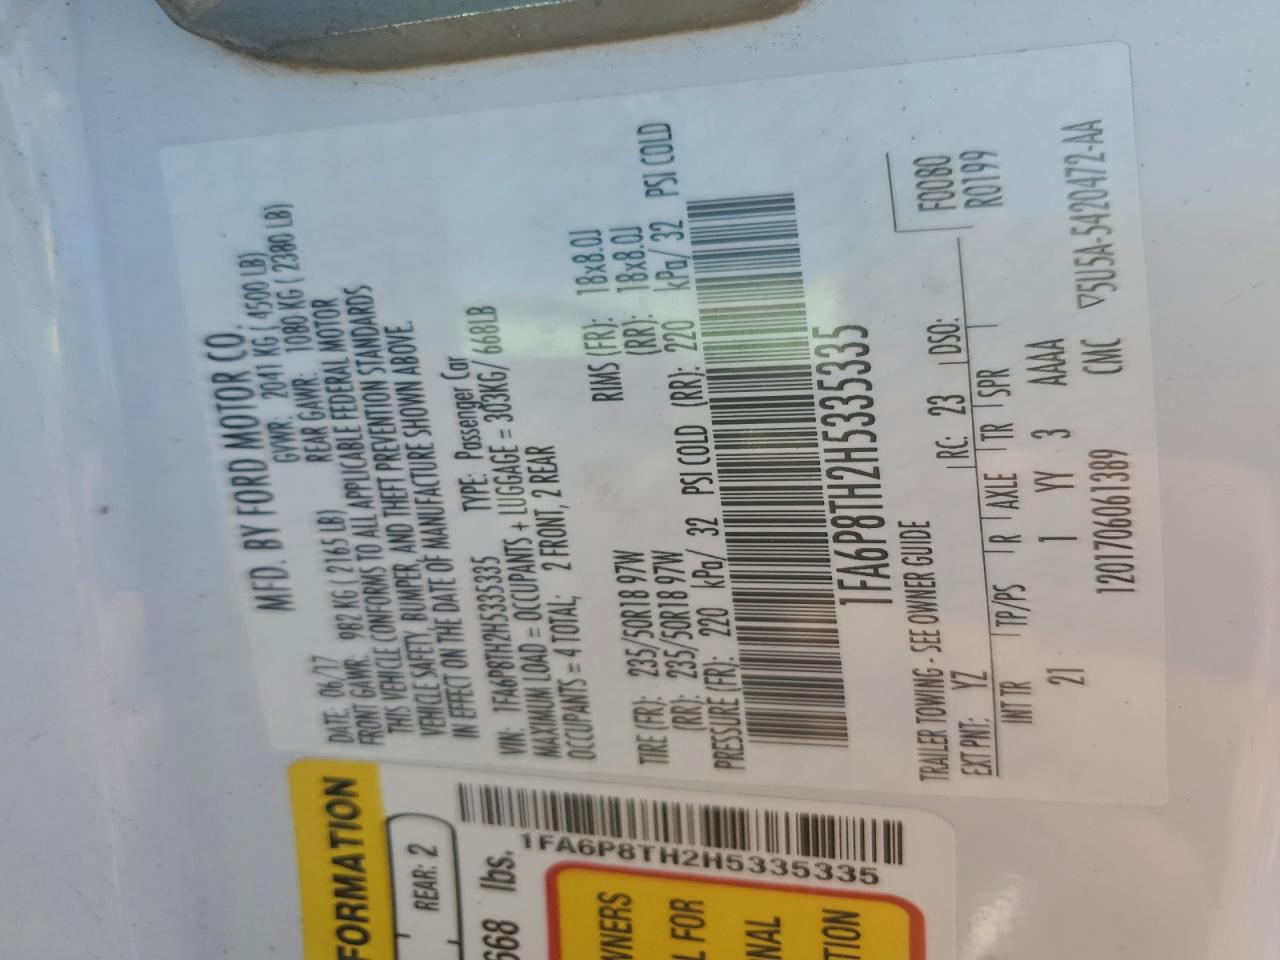 MFD. BY FORD MOTOR CO.
DATE: 06/17 GVWR: 2041 KG ( 4500 LB)
FRONT GAWR: 982 KG ( 2165 LB) REAR GAWR: 1080 KG ( 2380 LB)
THIS VEHICLE CONFORMS TO ALL APPLICABLE FEDERAL MOTOR
VEHICLE SAFETY, BUMPER, AND THEFT PREVENTION STANDARDS
IN EFFECT ON THE DATE OF MANUFACTURE SHOWN ABOVE.
VIN: 1FA6P8TH2H5335335 TYPE: Passenger Car
MAXIMUM LOAD = OCCUPANTS + LUGGAGE = 303KG/ 668LB
OCCUPANTS = 4 TOTAL; 2 FRONT, 2 REAR
TIRE (FR): 235/50R18 97W RIMS (FR): 18x8.0J
(RR): 235/50R18 97W (RR): 18x8.0J
PRESSURE (FR): 220 kPa/ 32 PSI COLD (RR): 220 kPa/ 32 PSI COLD
1FA6P8TH2H5335335
F0080
R0199
TRAILER TOWING - SEE OWNER GUIDE
EXT PNT: YZ RC: 23 DSO:
INT TR TP/PS R AXLE TR SPR
21 1 YY 3 AAAA
1201706061389 CMC ▽5U5A-5420472-AA
FORMATION
REAR: 2
668 lbs.
1FA6P8TH2H5335335
WNERS
L FOR
NAL
TION